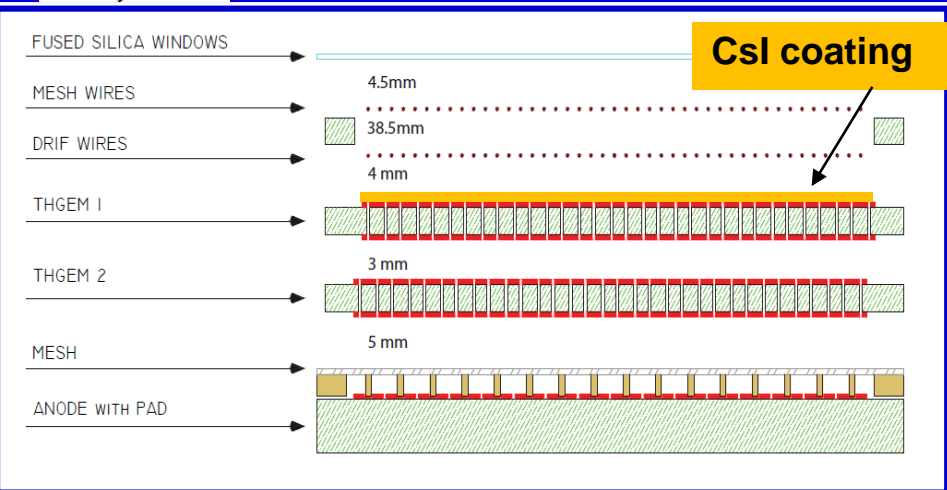 FUSED SILICA WINDOWS
CsI coating
4.5mm
MESH WIRES
38.5mm
DRIF WIRES
4 mm
THGEM 1
3 mm
THGEM 2
5 mm
MESH
ANODE WITH PAD